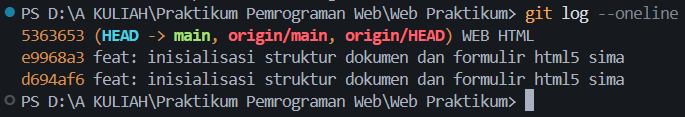 PS D:\A KULIAH\Praktikum Pemrograman Web\Web Praktikum> git log --oneline
5363653 (HEAD -> main, origin/main, origin/HEAD) WEB HTML
e9968a3 feat: inisialisasi struktur dokumen dan formulir html5 sima
d694af6 feat: inisialisasi struktur dokumen dan formulir html5 sima
PS D:\A KULIAH\Praktikum Pemrograman Web\Web Praktikum>